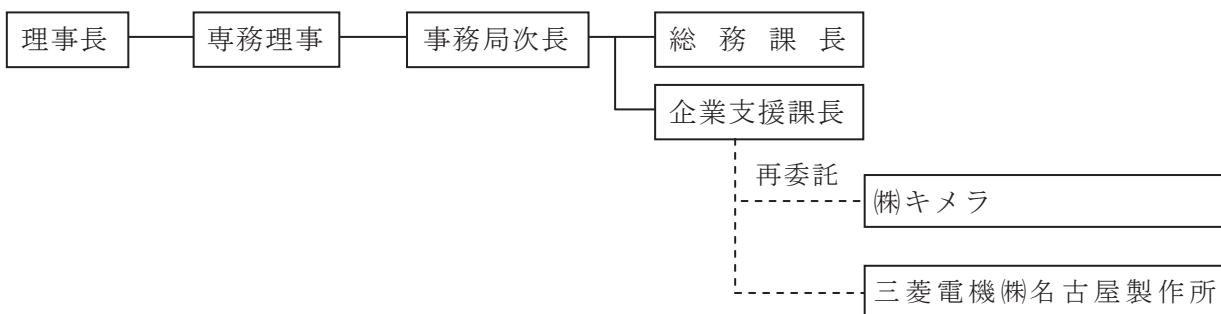 理事長 専務理事 事務局次長 総務課長
企業支援課長
再委託
㈱キメラ
三菱電機㈱名古屋製作所